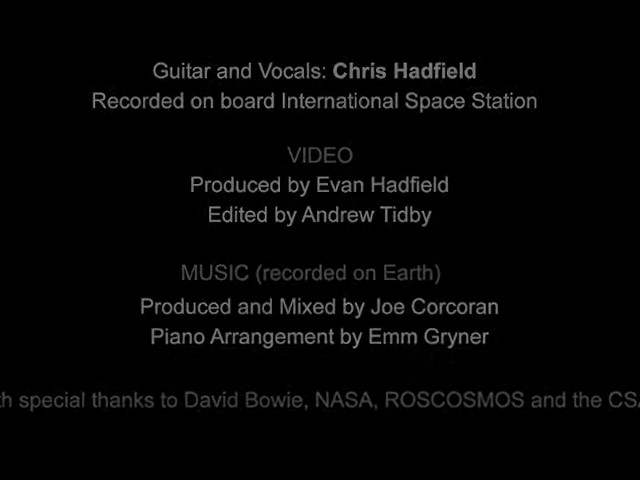 Guitar and Vocals: Chris Hadfield
Recorded on board International Space Station
VIDEO
Produced by Evan Hadfield
Edited by Andrew Tidby
MUSIC (recorded on Earth)
Produced and Mixed by Joe Corcoran
Piano Arrangement by Emm Gryner
th special thanks to David Bowie, NASA, ROSCOSMOS and the CSA